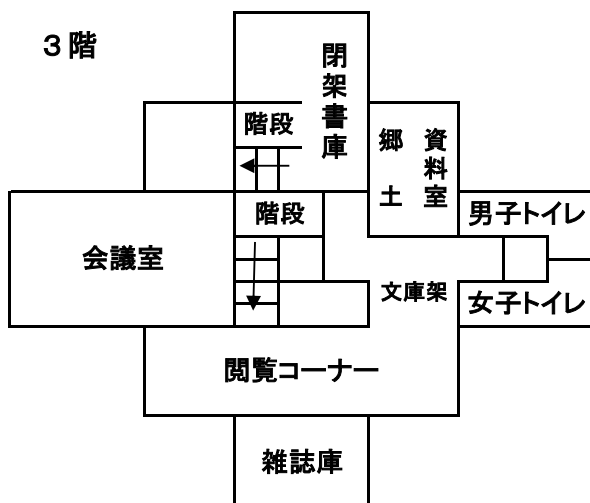 ３階
閉架書庫
階段
郷土
資料室
階段
男子トイレ
会議室
文庫架
女子トイレ
閲覧コーナー
雑誌庫